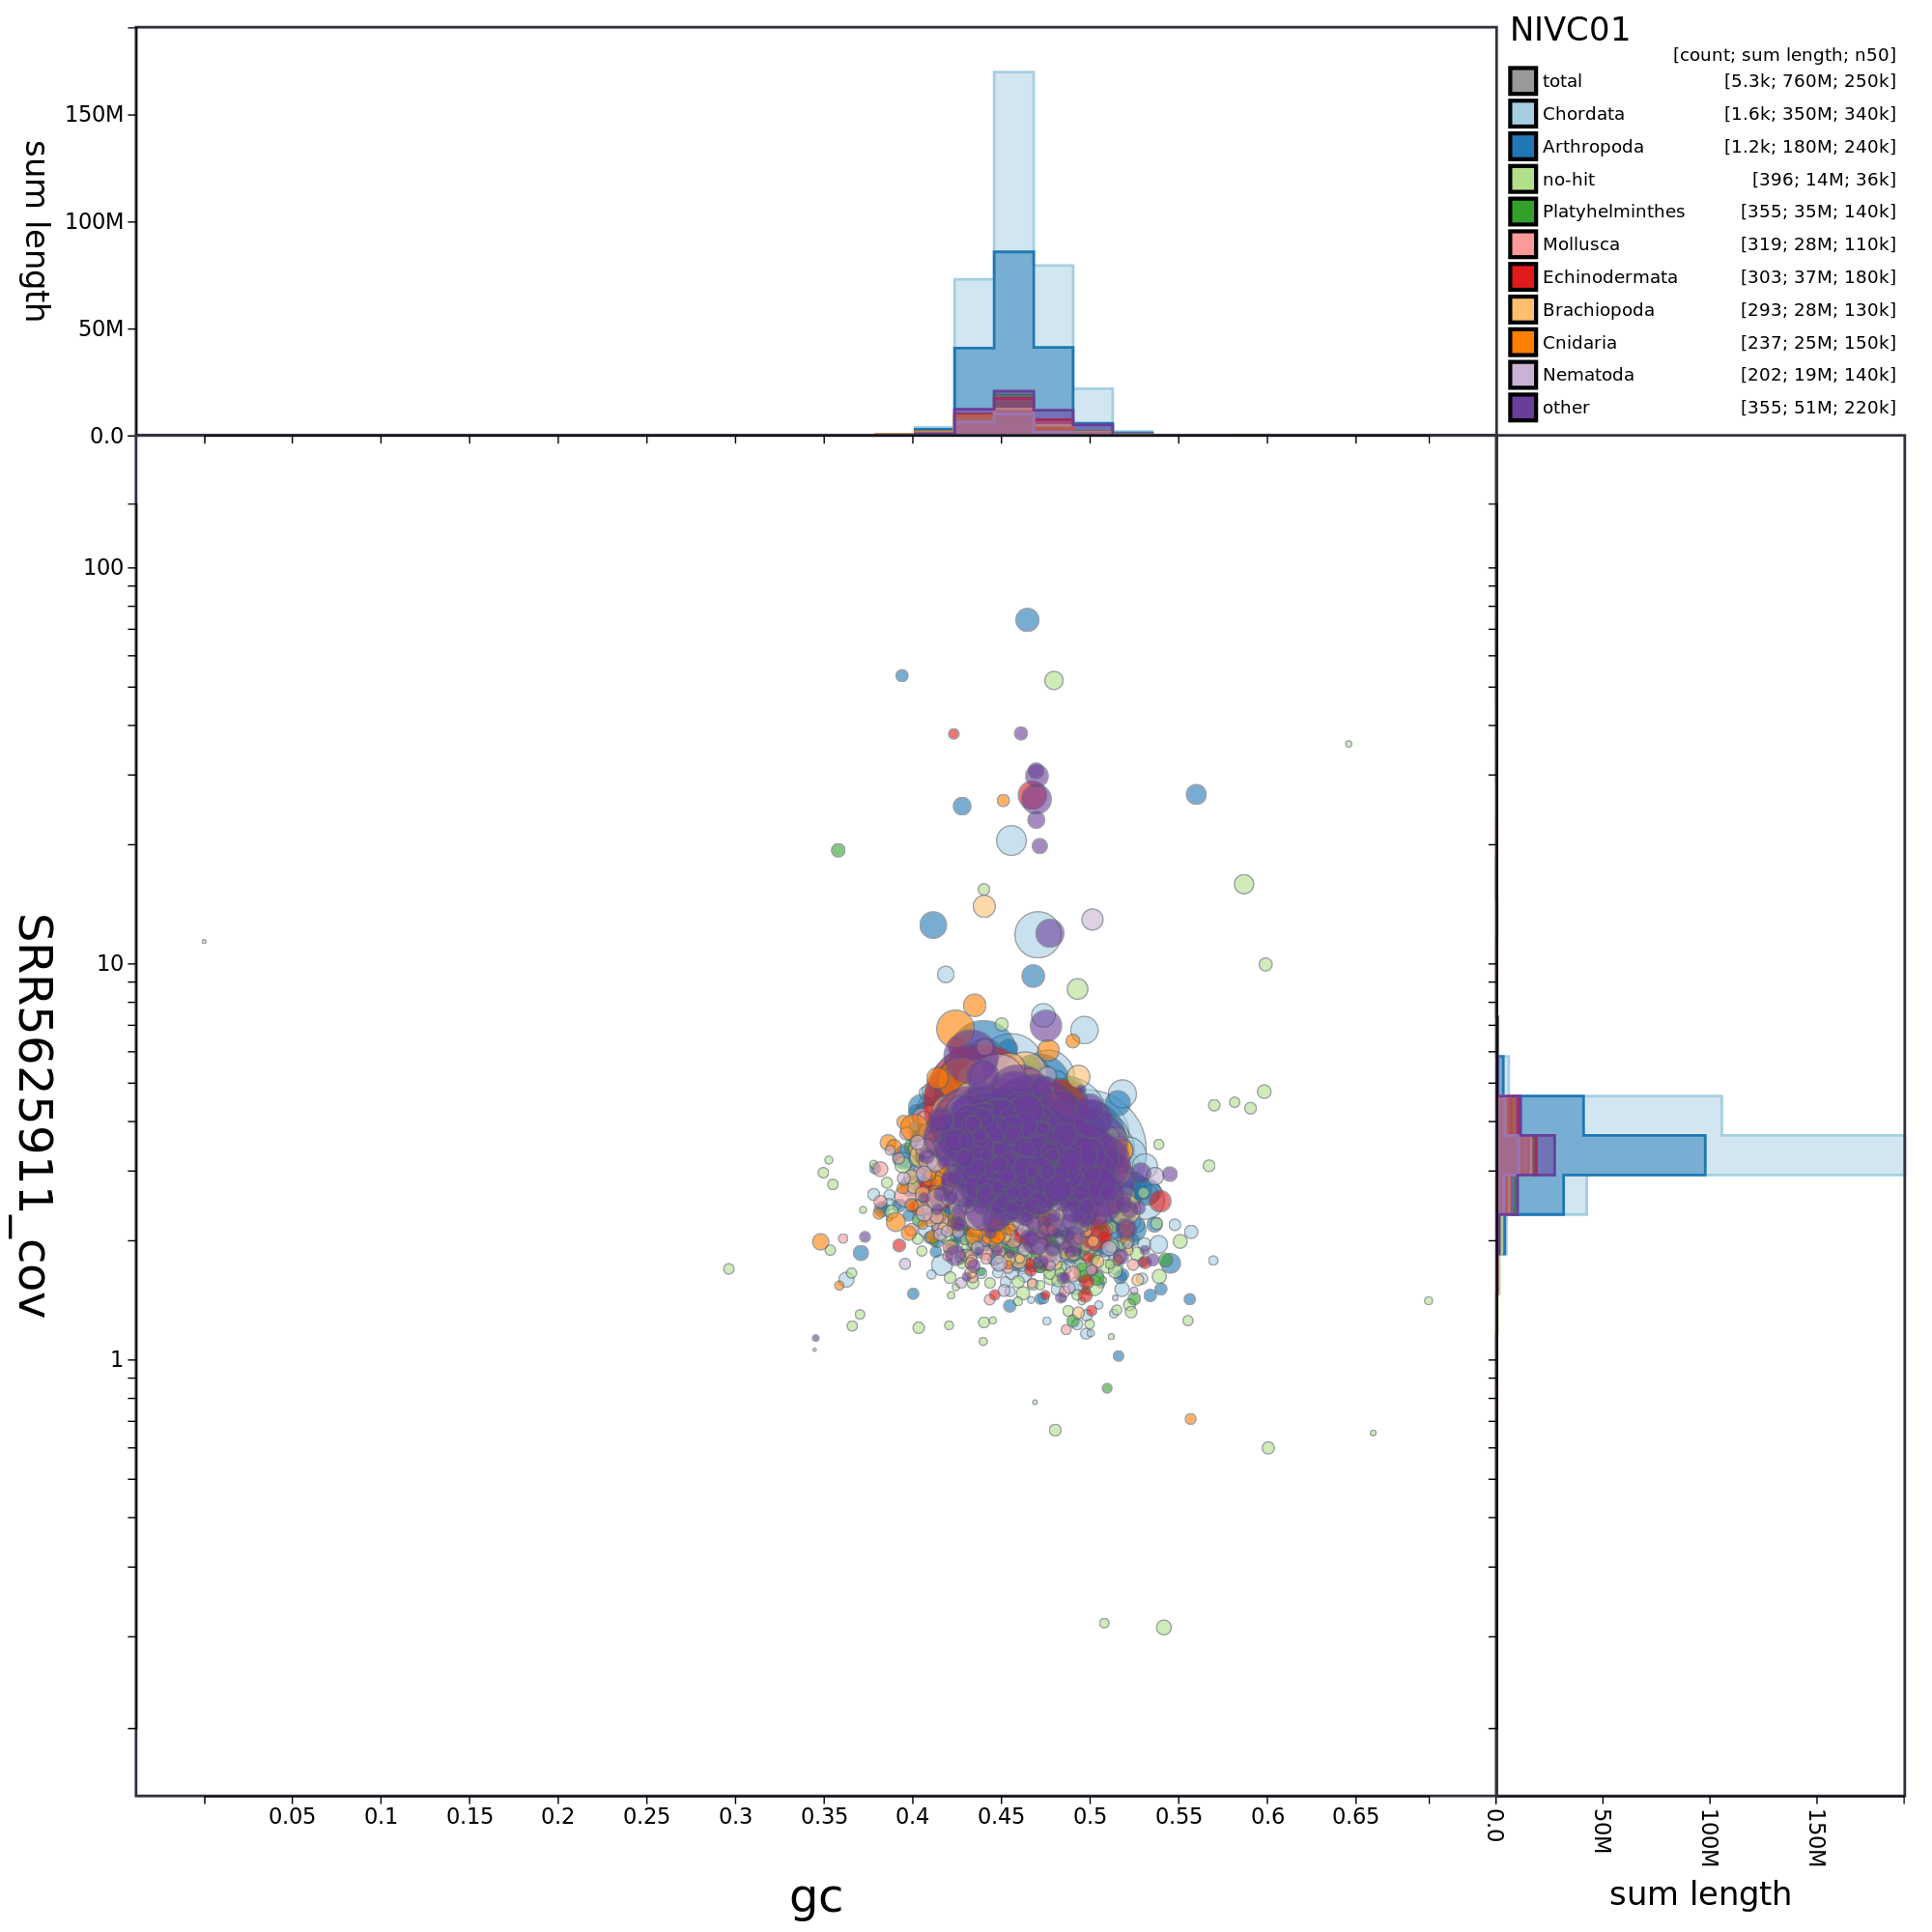 NIVC01
[count; sum length; n50]
total [5.3k; 760M; 250k]
Chordata [1.6k; 350M; 340k]
Arthropoda [1.2k; 180M; 240k]
no-hit [396; 14M; 36k]
Platyhelminthes [355; 35M; 140k]
Mollusca [319; 28M; 110k]
Echinodermata [303; 37M; 180k]
Brachiopoda [293; 28M; 130k]
Cnidaria [237; 25M; 150k]
Nematoda [202; 19M; 140k]
other [355; 51M; 220k]
sum length
150M
100M
50M
0.0
SRR5625911_cov
100
10
1
0.05 0.1 0.15 0.2 0.25 0.3 0.35 0.4 0.45 0.5 0.55 0.6 0.65
gc
0.0 50M 100M 150M
sum length